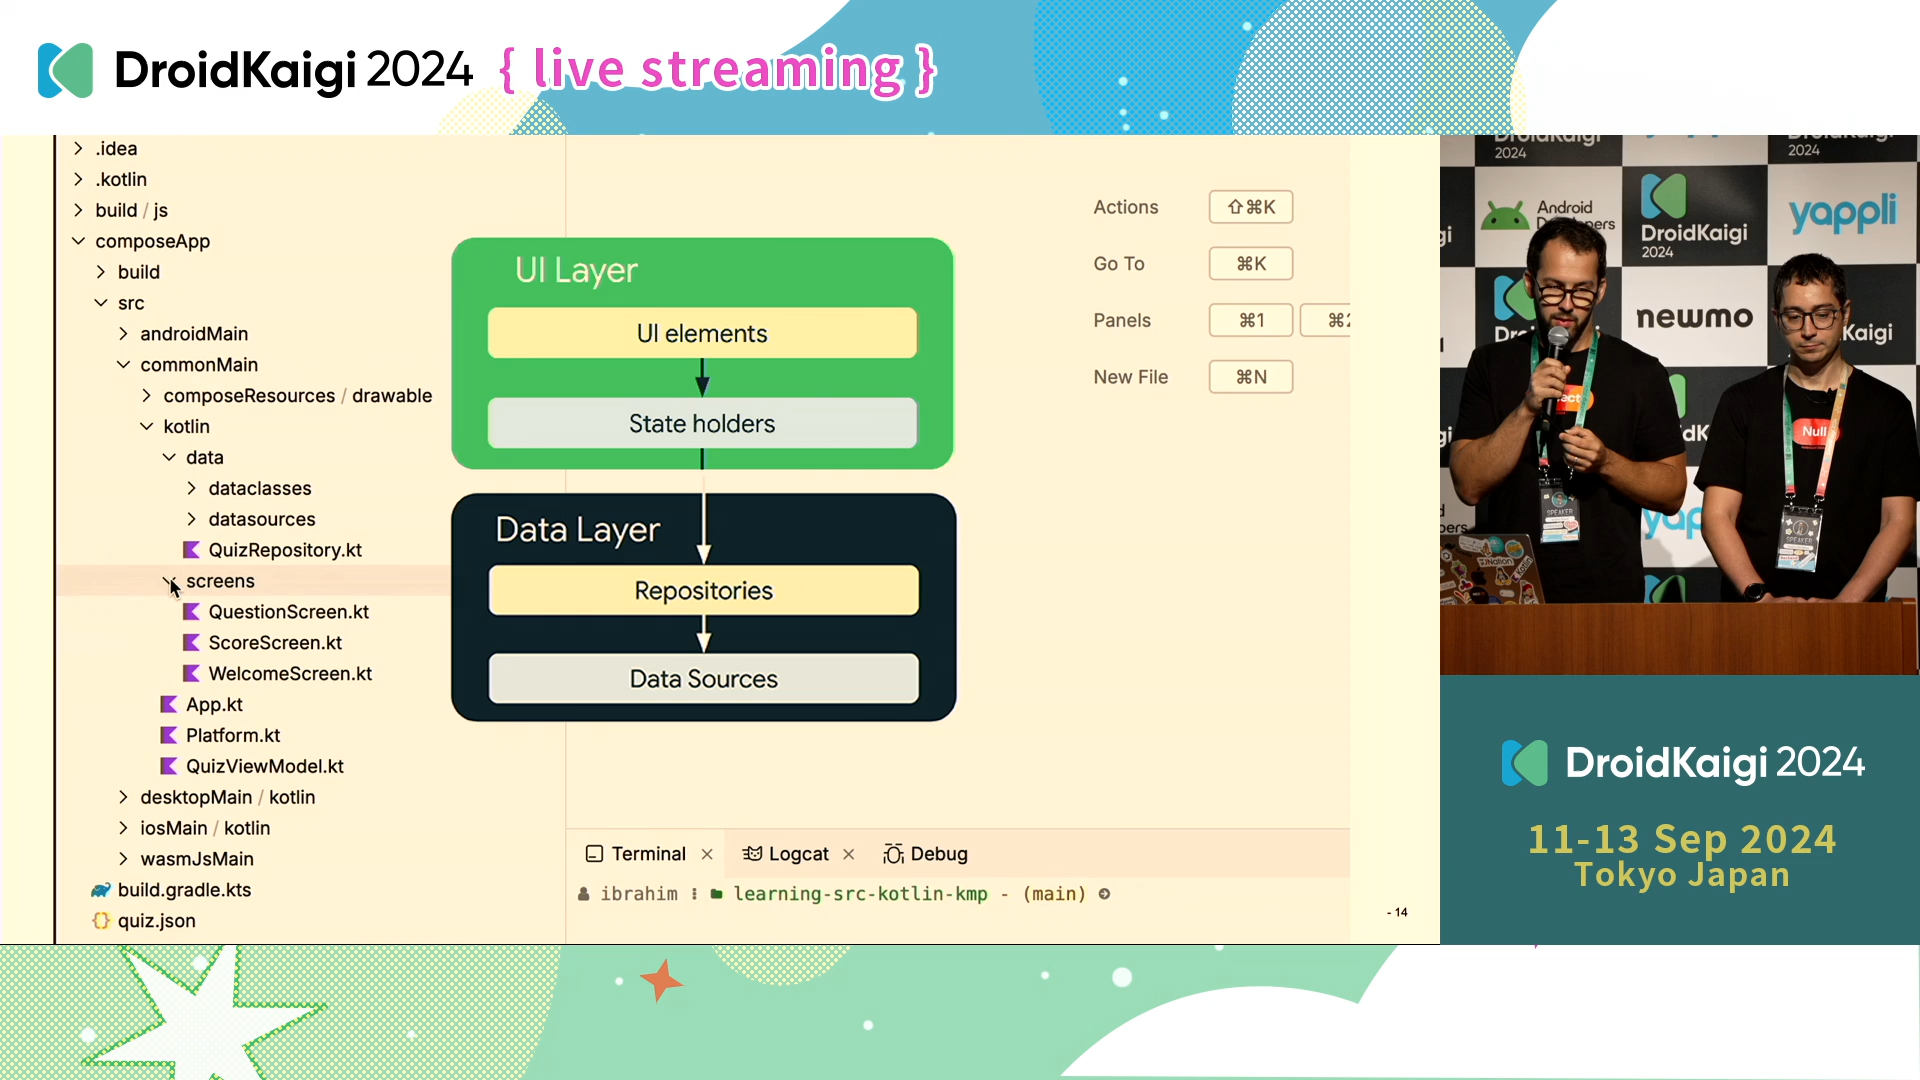 DroidKaigi 2024 { live streaming }
.idea
.kotlin
build / js
composeApp
build
src
androidMain
commonMain
composeResources / drawable
kotlin
data
dataclasses
datasources
QuizRepository.kt
screens
QuestionScreen.kt
ScoreScreen.kt
WelcomeScreen.kt
App.kt
Platform.kt
QuizViewModel.kt
desktopMain / kotlin
iosMain / kotlin
wasmJsMain
build.gradle.kts
quiz.json
UI Layer
UI elements
State holders
Data Layer
Repositories
Data Sources
Actions ⇧⌘K
Go To ⌘K
Panels ⌘1 ⌘2
New File ⌘N
Terminal × Logcat × Debug
ibrahim learning-src-kotlin-kmp - (main)
- 14
2024
2024
Android
DroidKaigi
2024
yappli
newmo
Kaigi
Null
SPEAKER
SPEAKER
DroidKaigi 2024
11-13 Sep 2024
Tokyo Japan